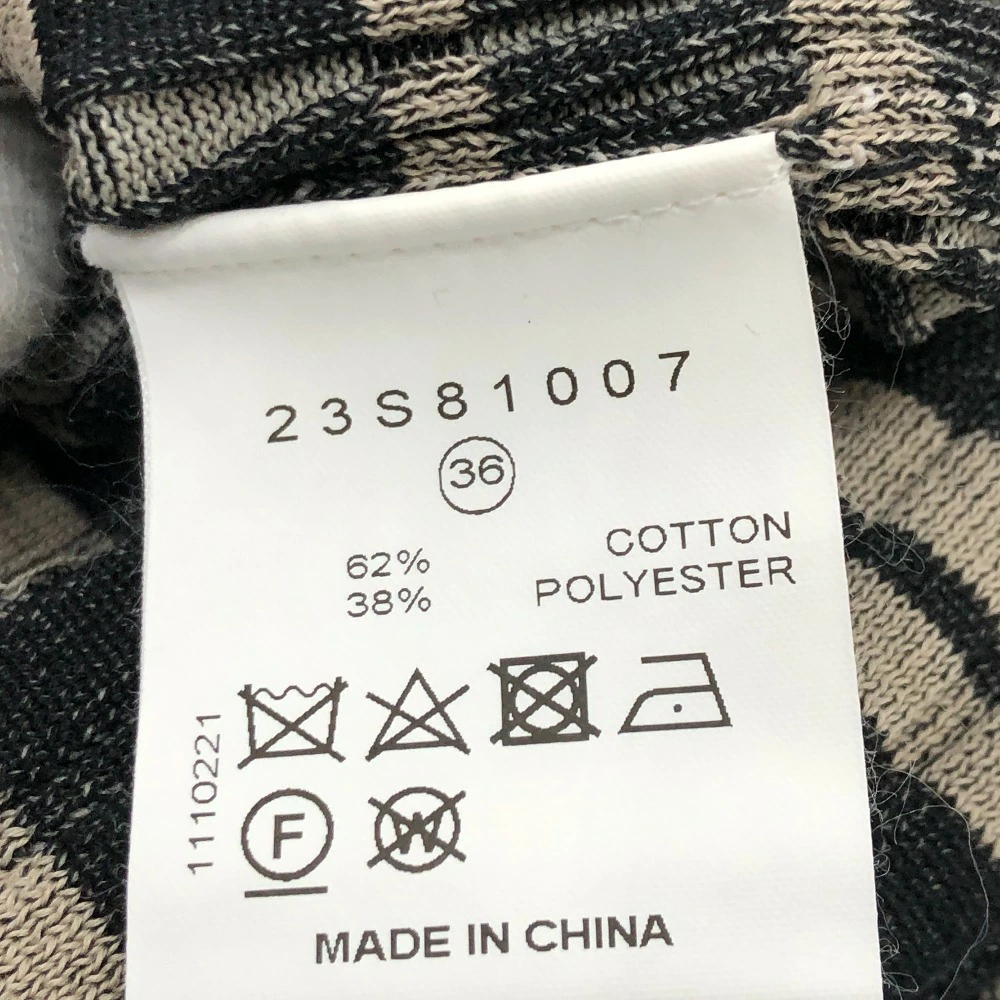 23S81007
36
62% COTTON
38% POLYESTER
1110221
F
W
MADE IN CHINA